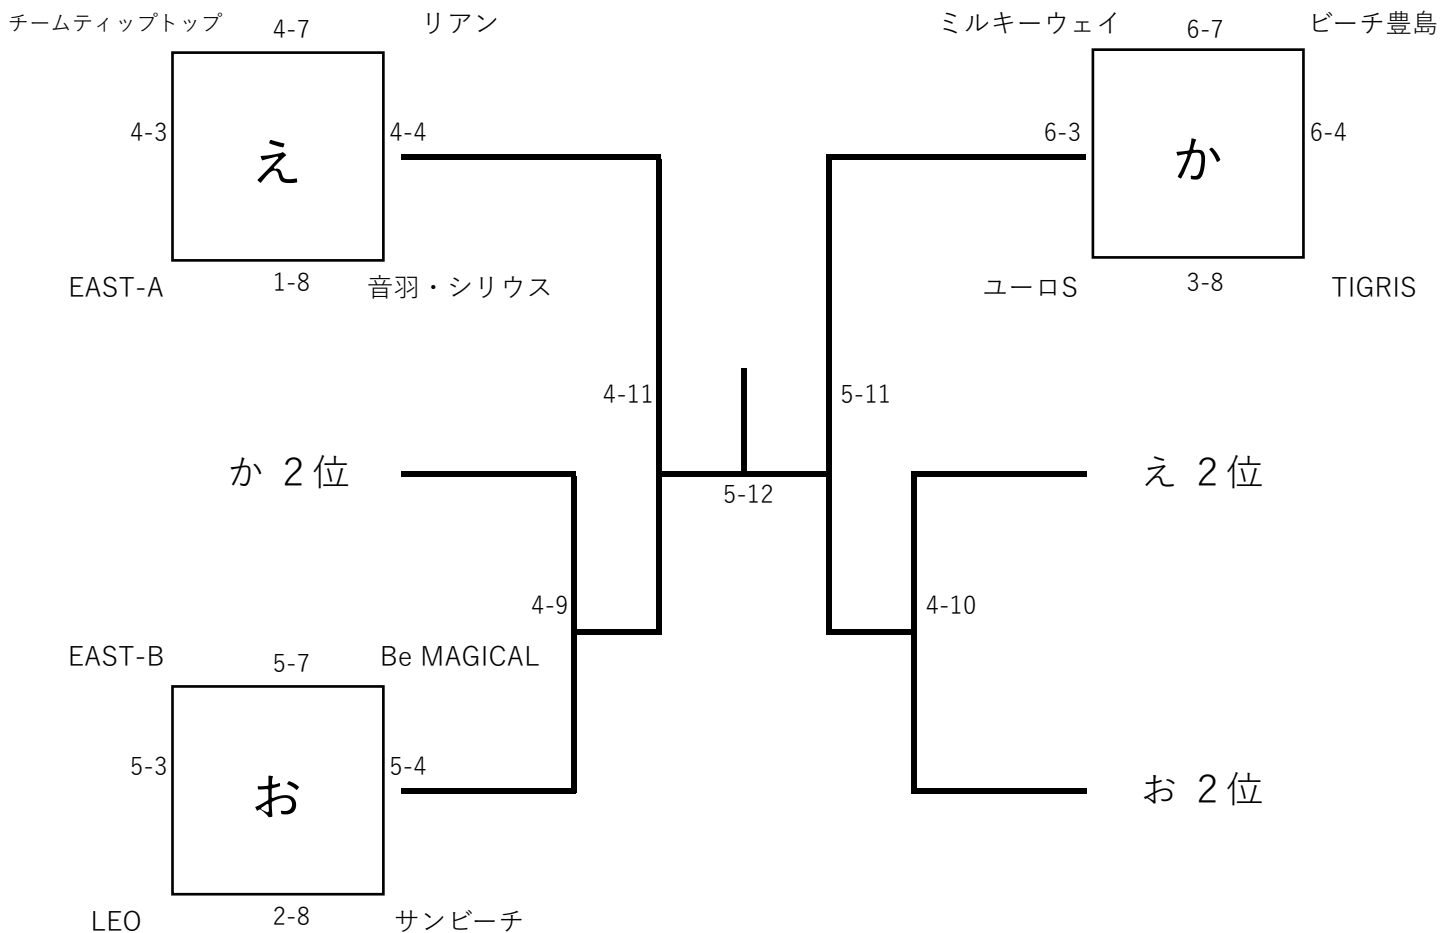 チームティップトップ 4-7 リアン
4-3 え 4-4
EAST-A 1-8 音羽・シリウス
ミルキーウェイ 6-7 ビーチ豊島
6-3 か 6-4
ユーロS 3-8 TIGRIS
4-11 5-11
か ２位 5-12 え ２位
4-9 4-10
EAST-B 5-7 Be MAGICAL
5-3 お 5-4
LEO 2-8 サンビーチ
お ２位